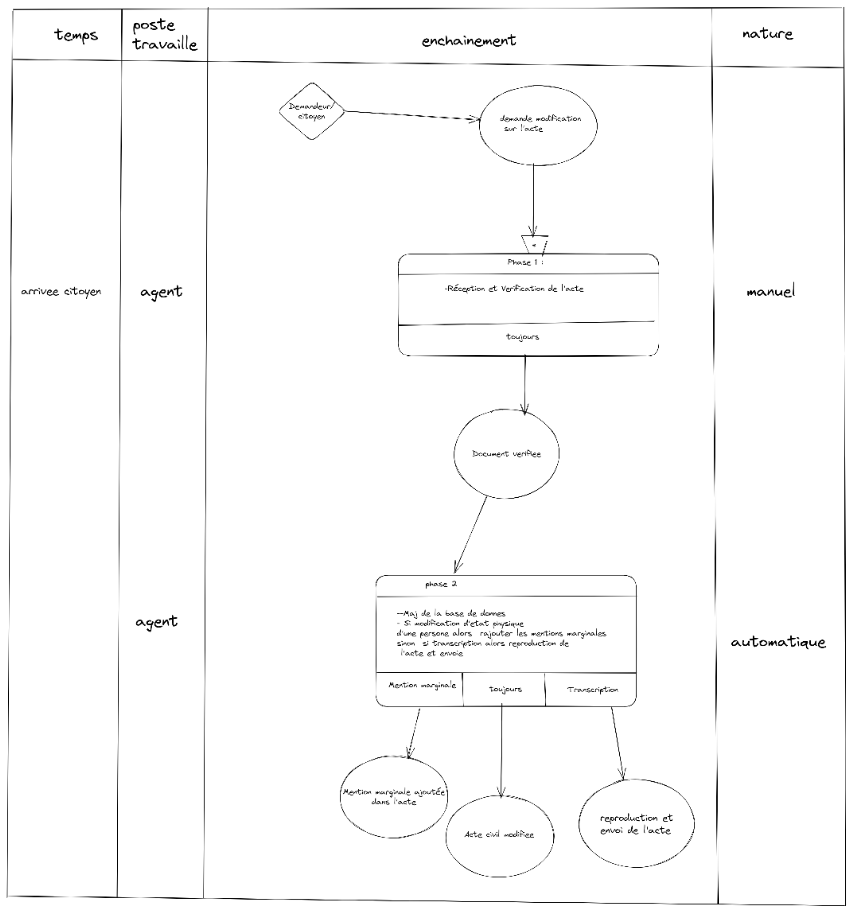 temps
poste
travaille
enchainement
nature
Demandeur/
citoyen
demande modification
sur l'acte
*
Phase 1 :
arrivee citoyen
agent
-Réception et Verification de l'acte
manuel
toujours
Document verifiee
phase 2
--Maj de la base de donnes
- Si modification d'etat physique
d'une persone alors rajouter les mentions marginales
sinon si transcription alors reproduction de
l'acte et envoie
agent
automatique
Mention marginale
toujours
Transcription
Mention marginale ajoutée
dans l'acte
Acte civil modifiee
reproduction et
envoi de l'acte